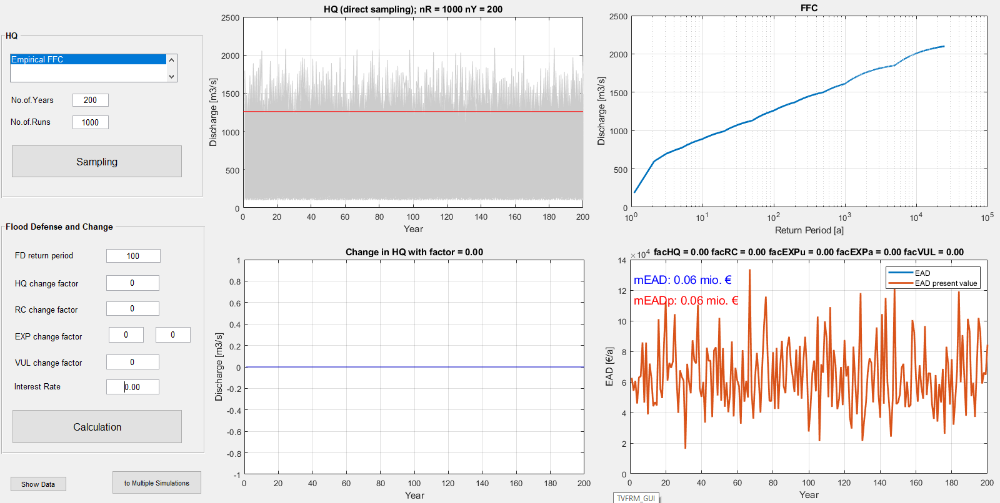 HQ
Empirical FFC
No.of.Years
200
No.of.Runs
1000
Sampling
Flood Defense and Change
FD return period
100
HQ change factor
0
RC change factor
0
EXP change factor
0 0
VUL change factor
0
Interest Rate
0.00
Calculation
Show Data
to Multiple Simulations
HQ (direct sampling); nR = 1000 nY = 200
Discharge [m3/s]
2500
2000
1500
1000
500
0
0 20 40 60 80 100 120 140 160 180 200
Year
FFC
Discharge [m3/s]
2500
2000
1500
1000
500
0
10^0 10^1 10^2 10^3 10^4 10^5
Return Period [a]
Change in HQ with factor = 0.00
Discharge [m3/s]
1
0.8
0.6
0.4
0.2
0
-0.2
-0.4
-0.6
-0.8
-1
0 20 40 60 80 100 120 140 160 180 200
Year
×10^4 facHQ = 0.00 facRC = 0.00 facEXPu = 0.00 facEXPa = 0.00 facVUL = 0.00
EAD [€/a]
14
12
10
8
6
4
2
0
mEAD: 0.06 mio. €
mEADp: 0.06 mio. €
EAD
EAD present value
0 20 40 60 80 100 120 140 160 180 200
Year
TVFRM_GUI